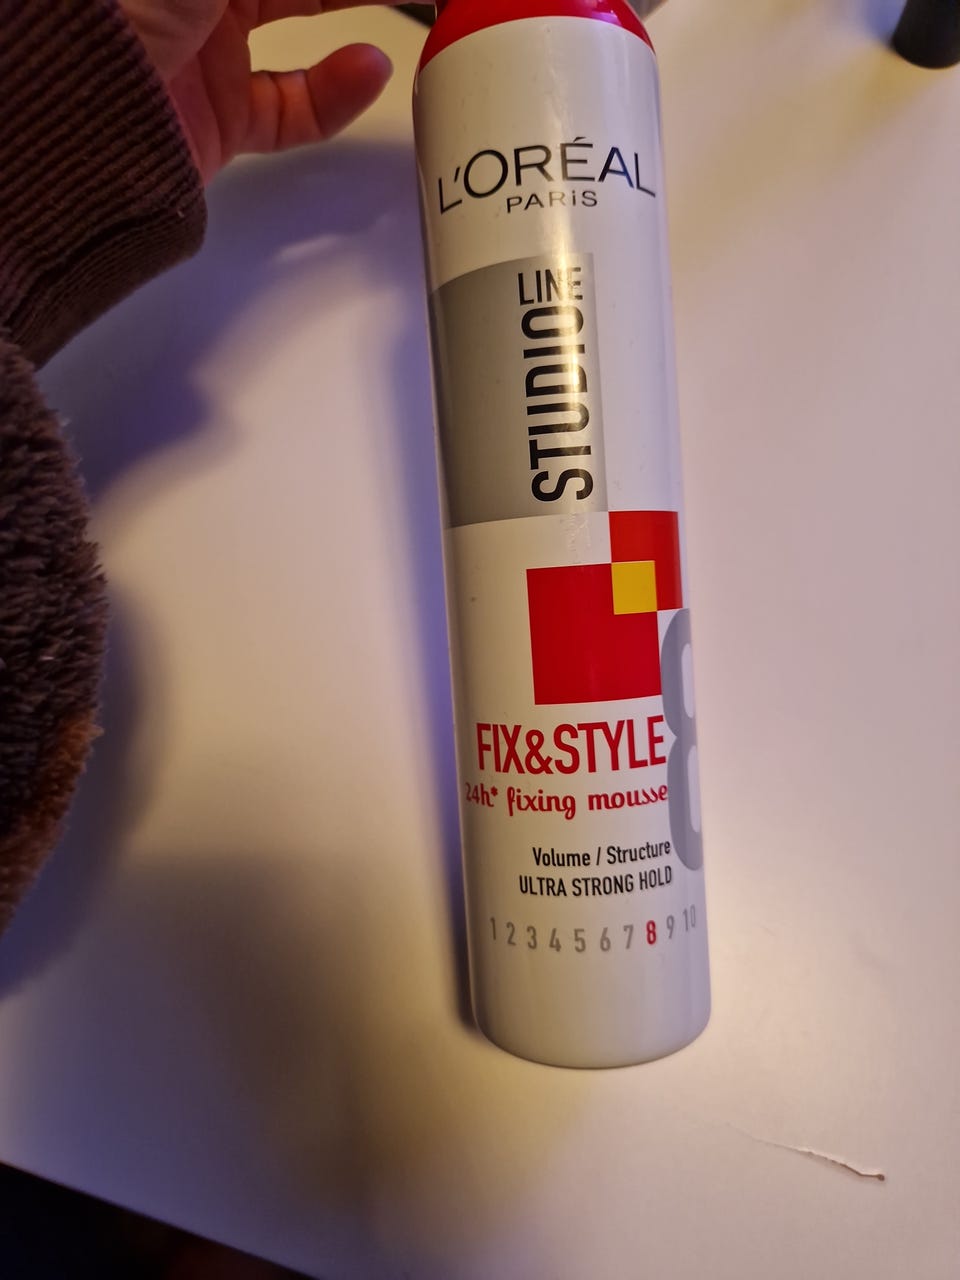 L'ORÉAL
PARiS
STUDIO LINE
FIX&STYLE
24h* fixing mousse
8
Volume / Structure
ULTRA STRONG HOLD
1 2 3 4 5 6 7 8 9 10